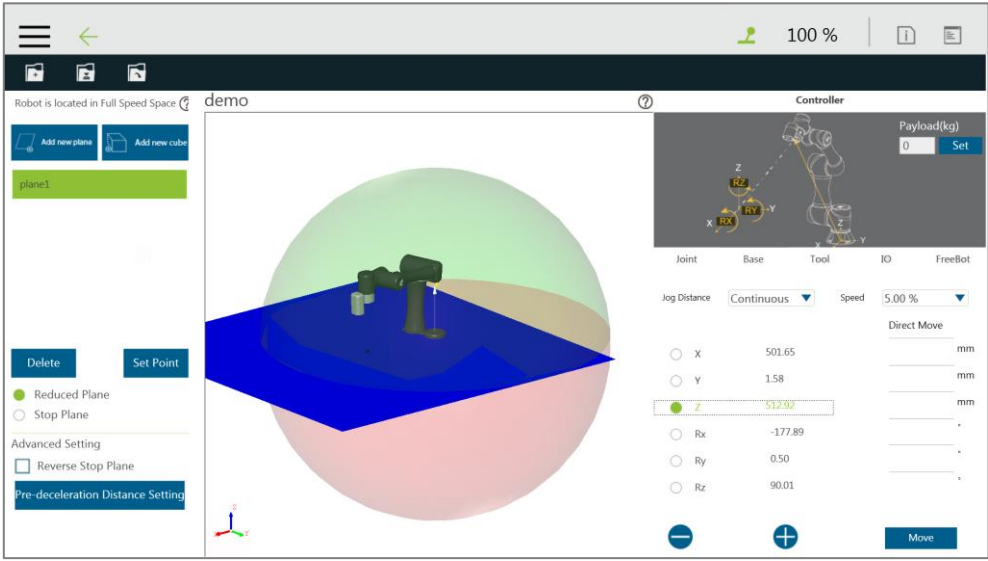 100 %
Robot is located in Full Speed Space
demo
Controller
Add new plane
Add new cube
plane1
Payload(kg)
0
Set
Z
RZ
RY
Y
X
RX
Z
X
Y
Joint
Base
Tool
IO
FreeBot
Jog Distance
Continuous
Speed
5.00 %
Direct Move
X
501.65
mm
Y
1.58
mm
Z
512.92
mm
Rx
-177.89
°
Ry
0.50
°
Rz
90.01
°
Delete
Set Point
Reduced Plane
Stop Plane
Advanced Setting
Reverse Stop Plane
Pre-deceleration Distance Setting
Z
X
Y
Move